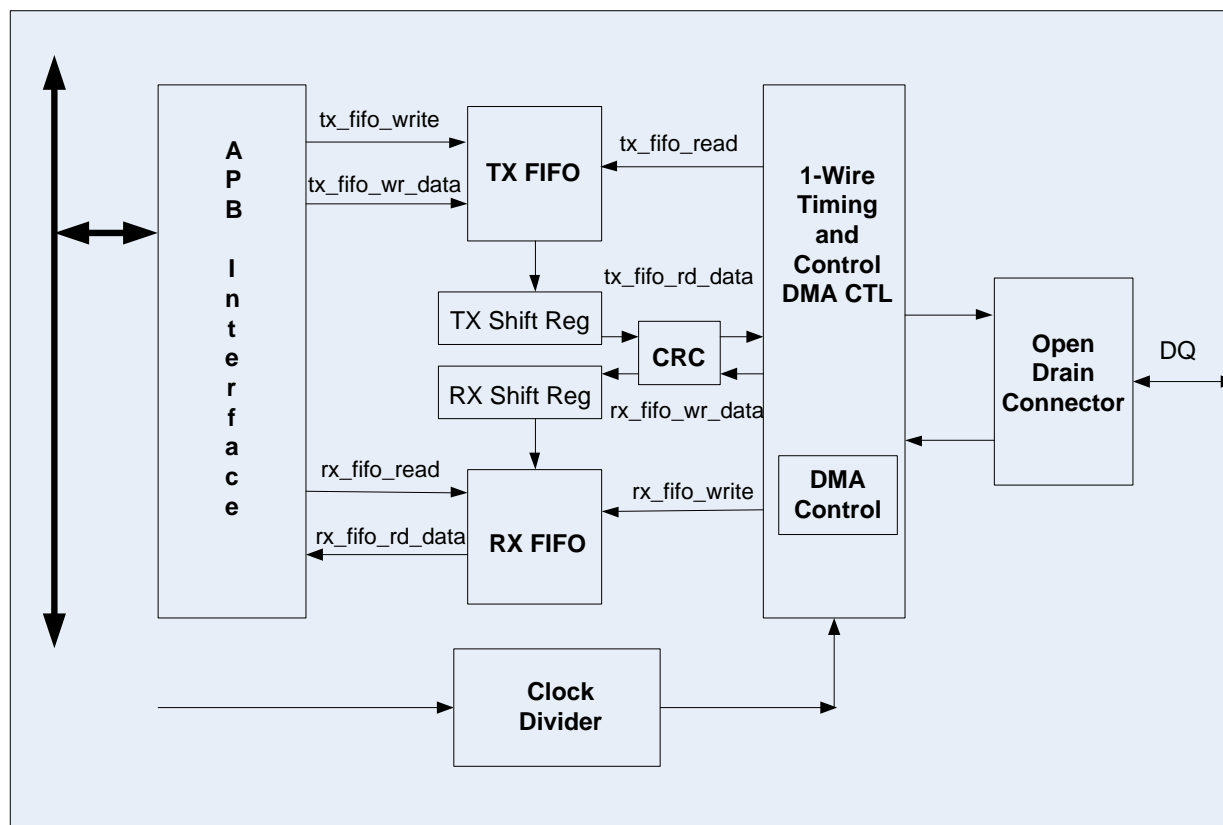 A
P
B
I
n
t
e
r
f
a
c
e
tx_fifo_write
tx_fifo_wr_data
TX FIFO
tx_fifo_read
1-Wire
Timing
and
Control
DMA CTL
tx_fifo_rd_data
TX Shift Reg
CRC
RX Shift Reg
rx_fifo_wr_data
Open
Drain
Connector
DQ
rx_fifo_read
rx_fifo_rd_data
RX FIFO
rx_fifo_write
DMA
Control
Clock
Divider